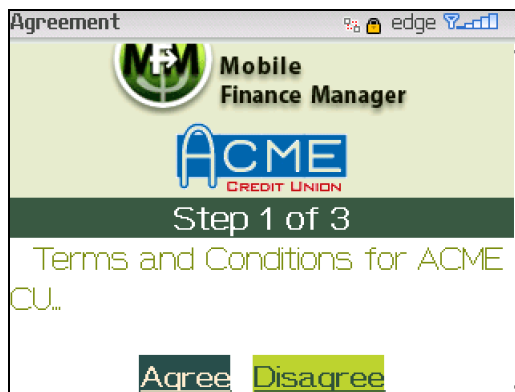 Agreement edge
MFM Mobile
Finance Manager
ACME
CREDIT UNION
Step 1 of 3
Terms and Conditions for ACME
CU...
Agree Disagree